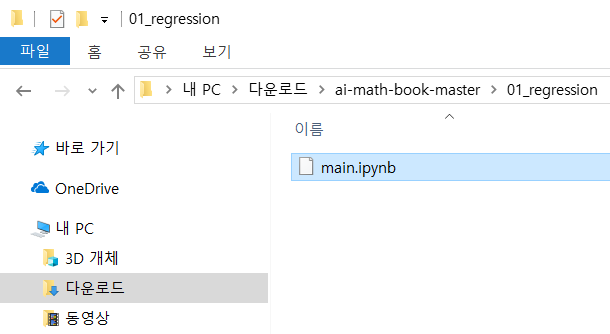 01_regression
파일 홈 공유 보기
내 PC 다운로드 ai-math-book-master 01_regression
이름
바로 가기
main.ipynb
OneDrive
내 PC
3D 개체
다운로드
동영상